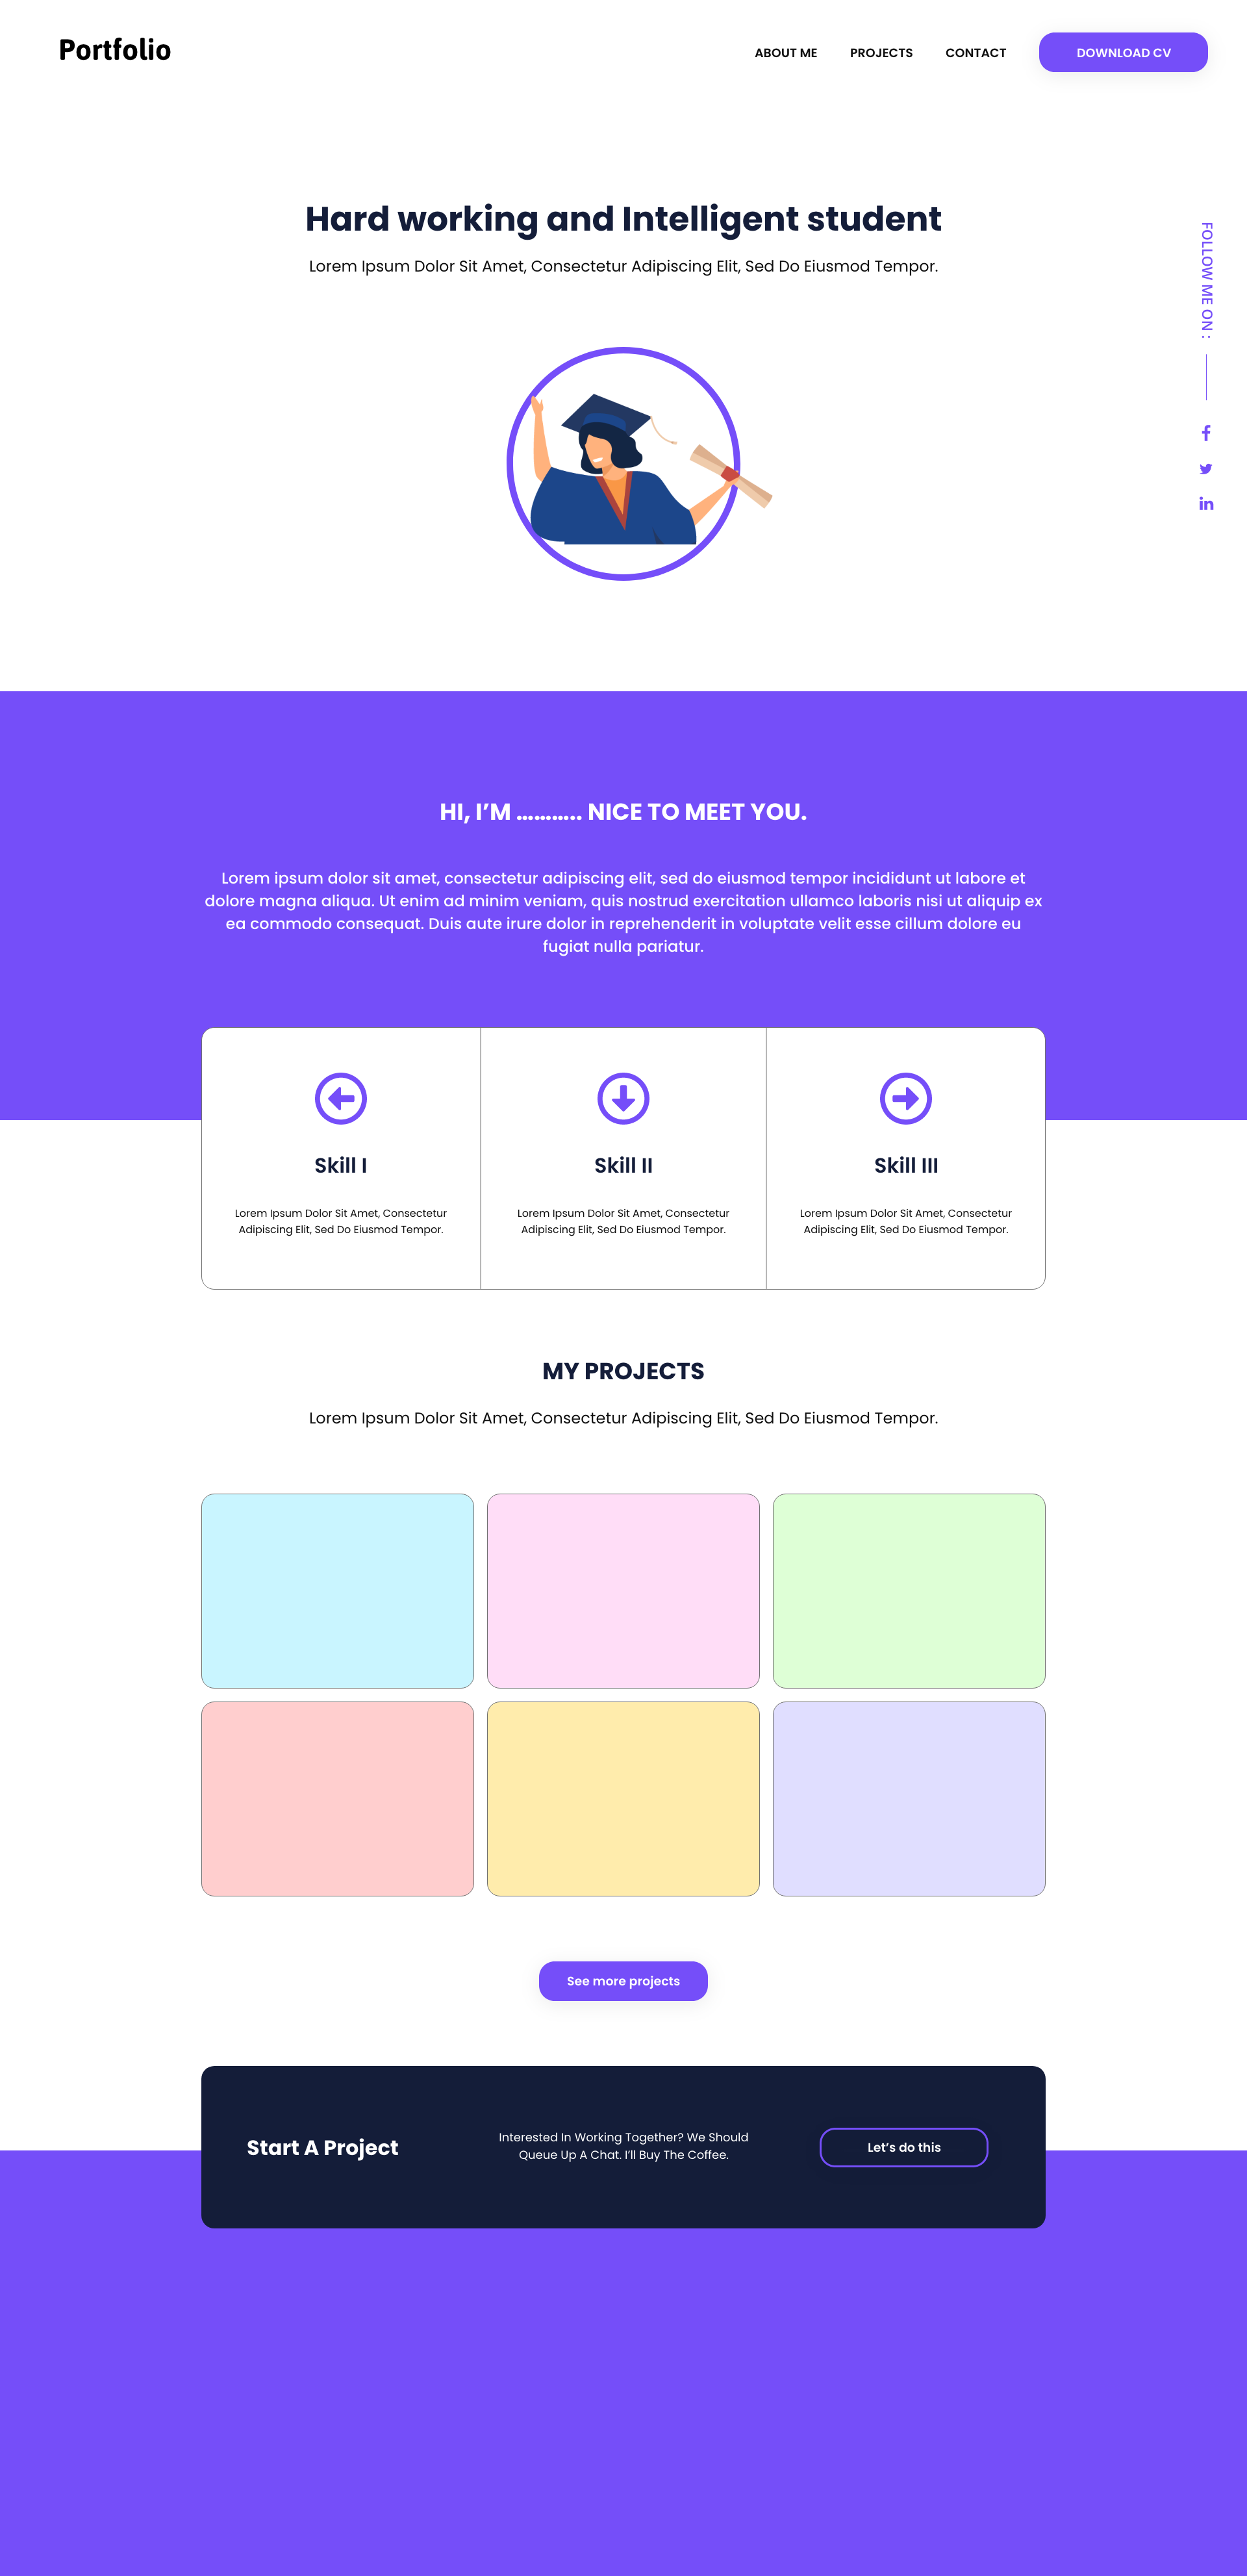 Portfolio
ABOUT ME
PROJECTS
CONTACT
DOWNLOAD CV
Hard working and Intelligent student
Lorem Ipsum Dolor Sit Amet, Consectetur Adipiscing Elit, Sed Do Eiusmod Tempor.
FOLLOW ME ON :
HI, I’M ........... NICE TO MEET YOU.
Lorem ipsum dolor sit amet, consectetur adipiscing elit, sed do eiusmod tempor incididunt ut labore et
dolore magna aliqua. Ut enim ad minim veniam, quis nostrud exercitation ullamco laboris nisi ut aliquip ex
ea commodo consequat. Duis aute irure dolor in reprehenderit in voluptate velit esse cillum dolore eu
fugiat nulla pariatur.
Skill I
Lorem Ipsum Dolor Sit Amet, Consectetur
Adipiscing Elit, Sed Do Eiusmod Tempor.
Skill II
Lorem Ipsum Dolor Sit Amet, Consectetur
Adipiscing Elit, Sed Do Eiusmod Tempor.
Skill III
Lorem Ipsum Dolor Sit Amet, Consectetur
Adipiscing Elit, Sed Do Eiusmod Tempor.
MY PROJECTS
Lorem Ipsum Dolor Sit Amet, Consectetur Adipiscing Elit, Sed Do Eiusmod Tempor.
See more projects
Start A Project
Interested In Working Together? We Should
Queue Up A Chat. I’ll Buy The Coffee.
Let’s do this